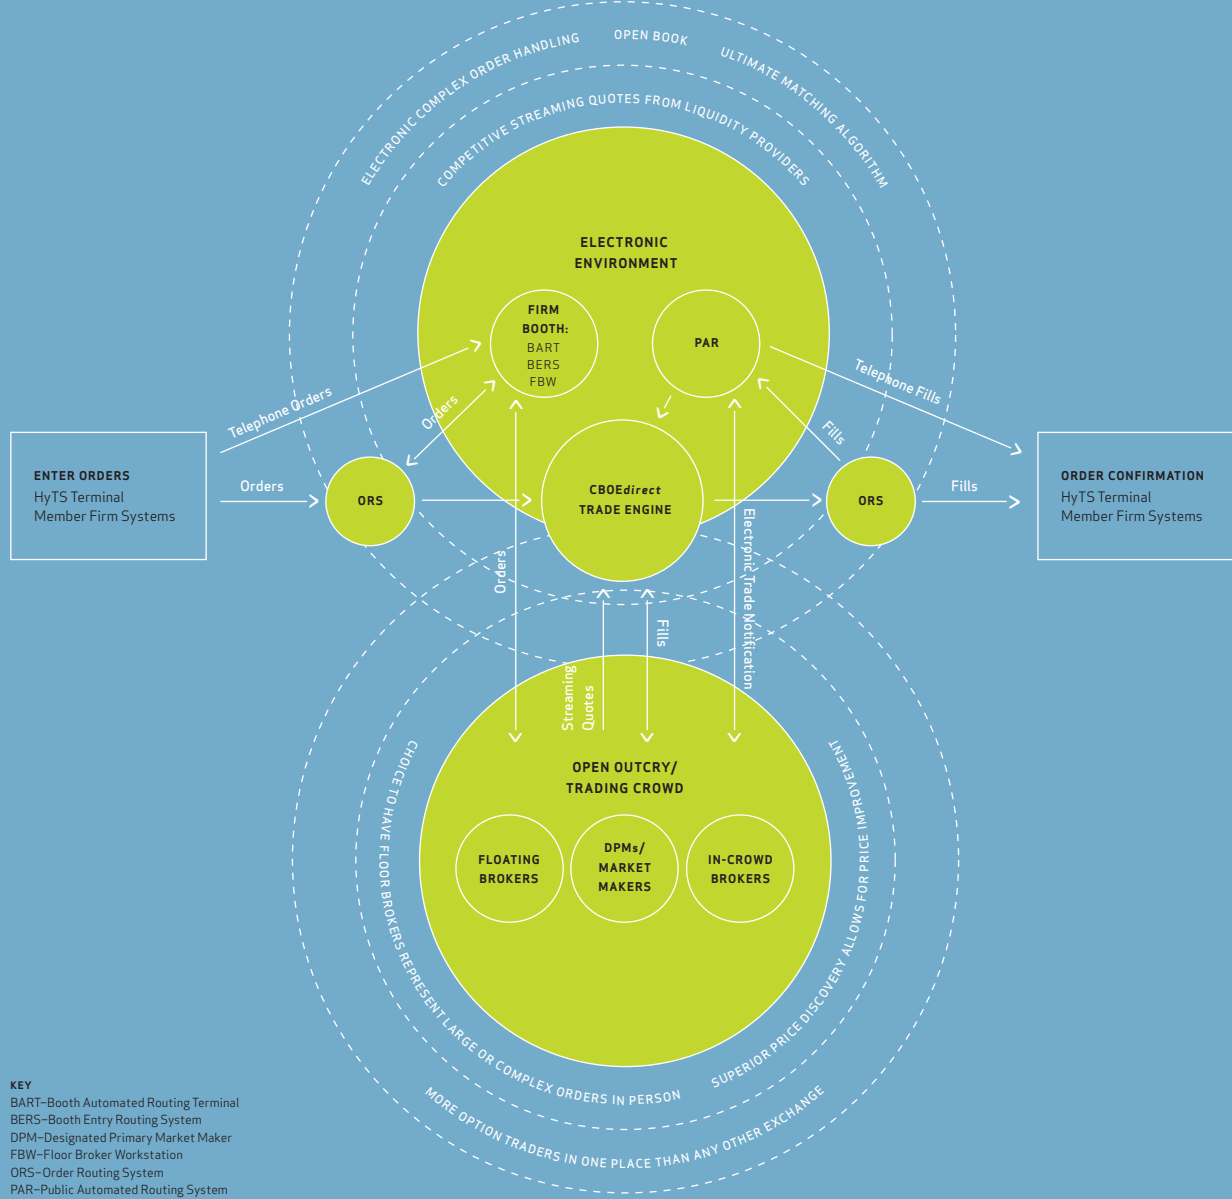 ELECTRONIC COMPLEX ORDER HANDLING
OPEN BOOK
ULTIMATE MATCHING ALGORITHM
COMPETITIVE STREAMING QUOTES FROM LIQUIDITY PROVIDERS
ELECTRONIC
ENVIRONMENT
FIRM
BOOTH:
BART
BERS
FBW
PAR
Telephone Orders
Orders
Telephone Fills
Fills
ENTER ORDERS
HyTS Terminal
Member Firm Systems
Orders
ORS
CBOEdirect
TRADE ENGINE
ORS
Fills
ORDER CONFIRMATION
HyTS Terminal
Member Firm Systems
Orders
Streaming
Quotes
Fills
Electronic Trade Notification
OPEN OUTCRY/
TRADING CROWD
FLOATING
BROKERS
DPMs/
MARKET
MAKERS
IN-CROWD
BROKERS
CHOICE TO HAVE FLOOR BROKERS REPRESENT LARGE OR COMPLEX ORDERS IN PERSON
SUPERIOR PRICE DISCOVERY ALLOWS FOR PRICE IMPROVEMENT
MORE OPTION TRADERS IN ONE PLACE THAN ANY OTHER EXCHANGE
KEY
BART–Booth Automated Routing Terminal
BERS–Booth Entry Routing System
DPM–Designated Primary Market Maker
FBW–Floor Broker Workstation
ORS–Order Routing System
PAR–Public Automated Routing System